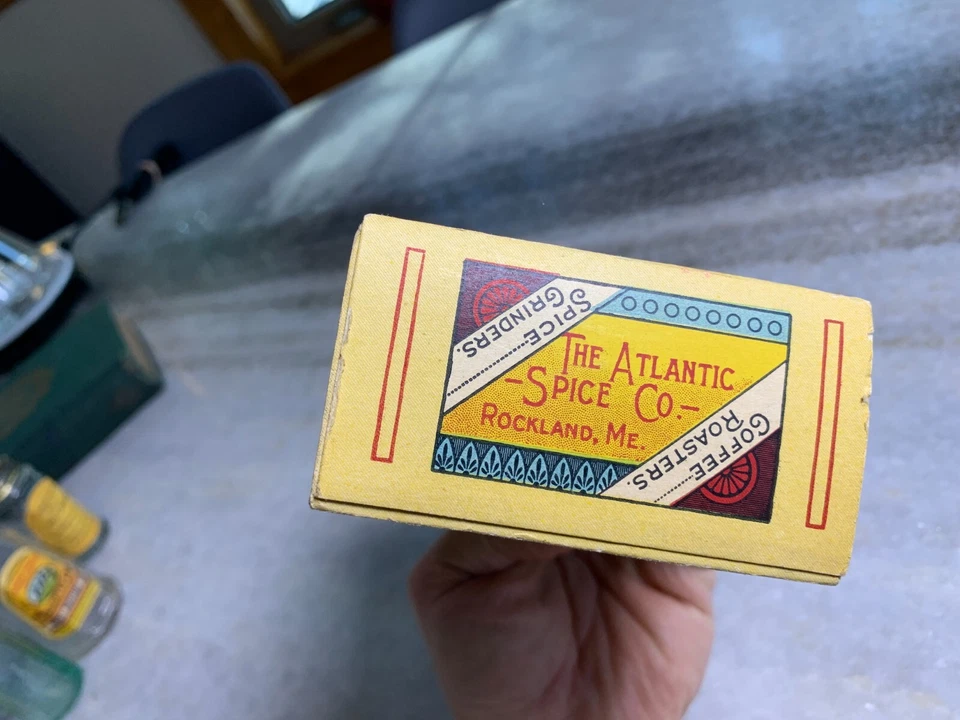 SPICE
GRINDERS.
THE ATLANTIC
-SPICE CO.-
ROCKLAND, ME.
COFFEE
ROASTERS.